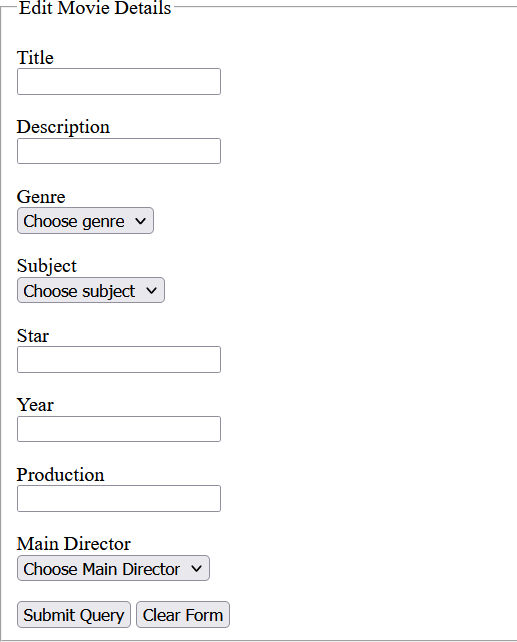 Edit Movie Details
Title
Description
Genre
Choose genre
Subject
Choose subject
Star
Year
Production
Main Director
Choose Main Director
Submit Query Clear Form